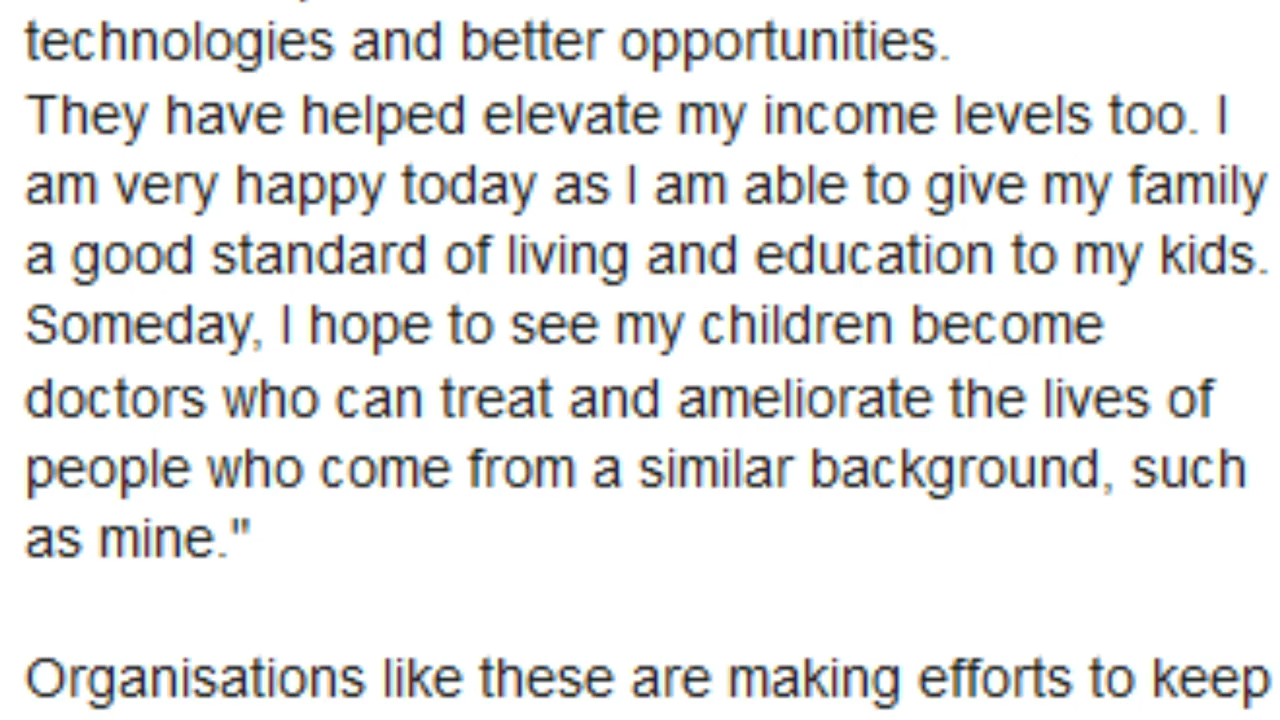 technologies and better opportunities.
They have helped elevate my income levels too. I
am very happy today as I am able to give my family
a good standard of living and education to my kids.
Someday, I hope to see my children become
doctors who can treat and ameliorate the lives of
people who come from a similar background, such
as mine."
Organisations like these are making efforts to keep